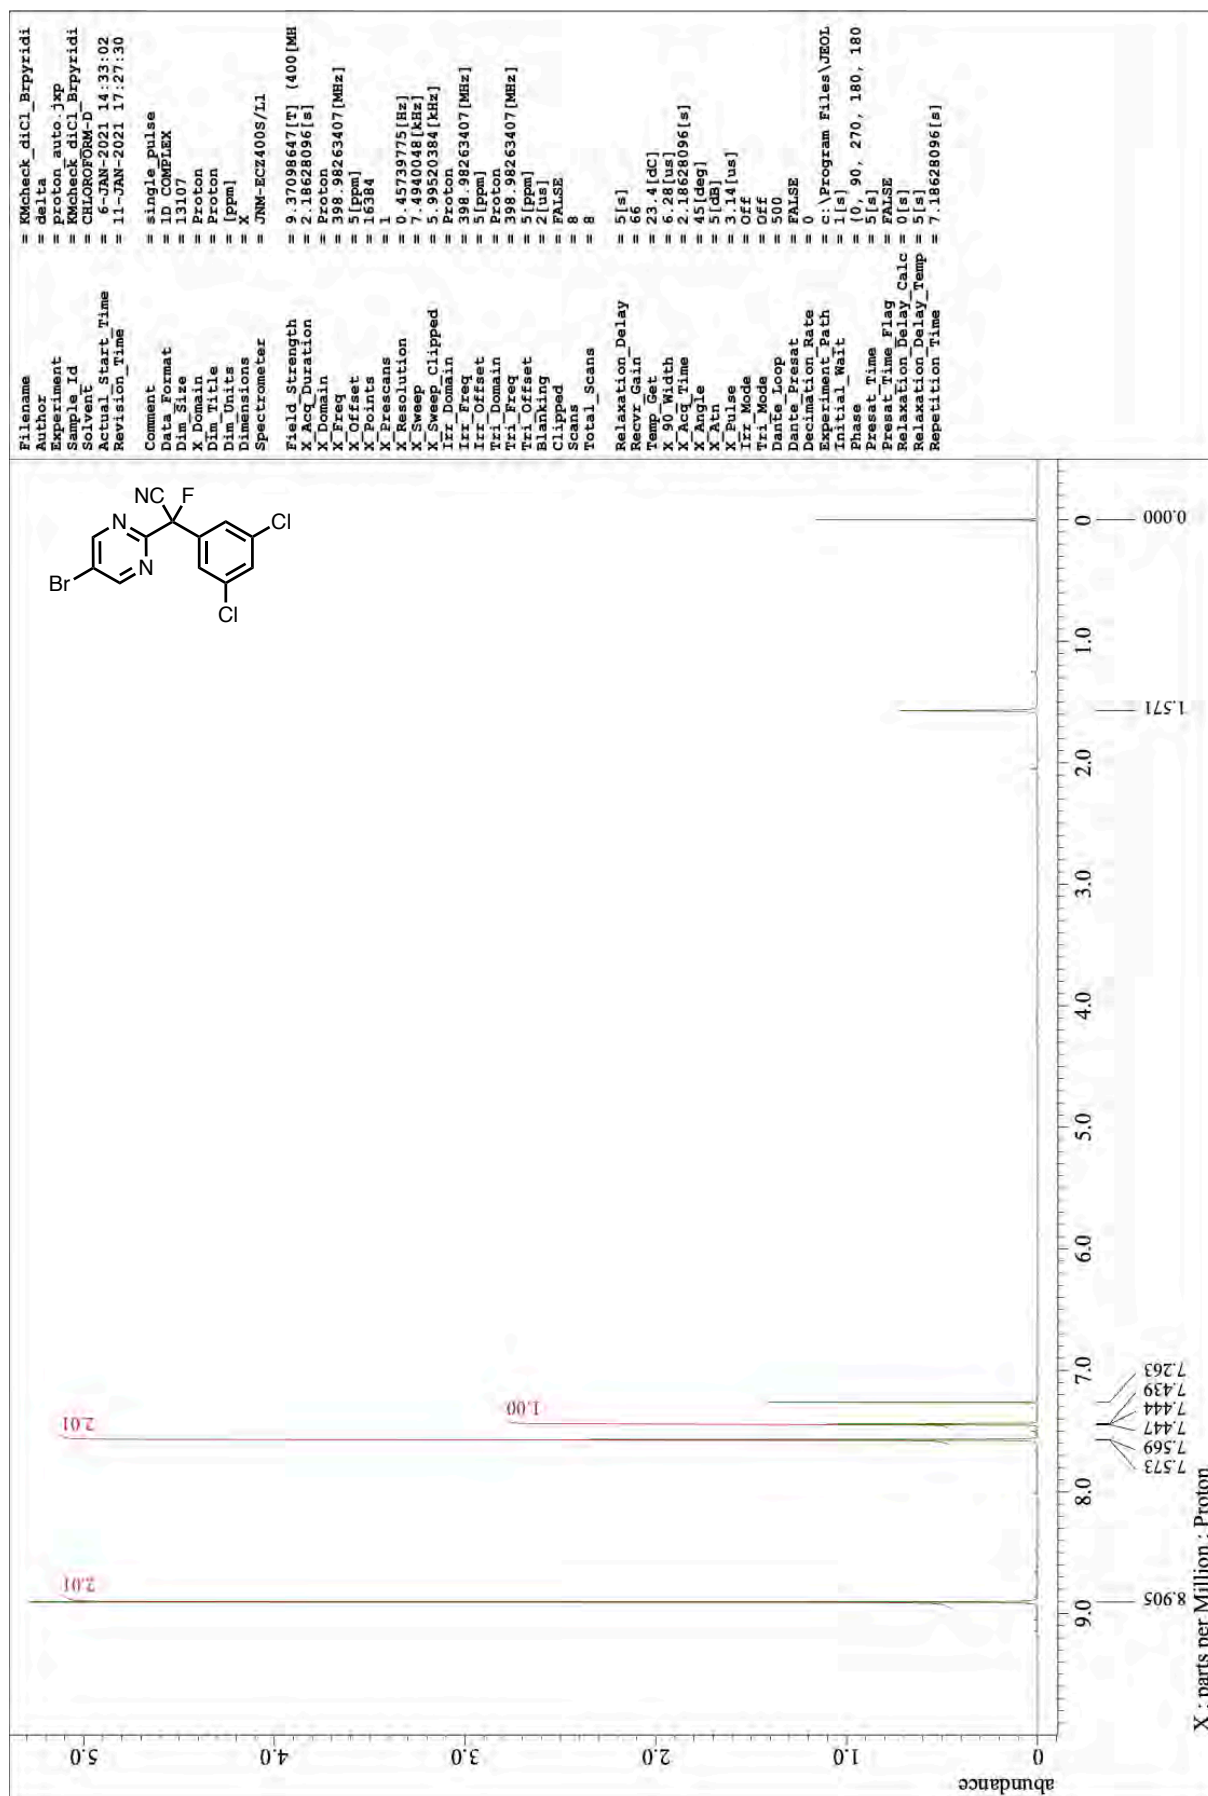 Filename = KMcheck_diCl_Brpyridi
Author = delta
Experiment = proton_auto.jxp
Sample_Id = KMcheck_diCl_Brpyridi
Solvent = CHLOROFORM-D
Actual_Start_Time = 6-JAN-2021 14:33:02
Revision_Time = 11-JAN-2021 17:27:30
Comment = single_pulse
Data_Format = 1D COMPLEX
Dim_Size = 13107
X_Domain = Proton
Dim_Title = Proton
Dim_Units = [ppm]
Dimensions = X
Spectrometer = JNM-ECZ400S/L1
Field_Strength = 9.37098647[T] (400[MH
X_Acq_Duration = 2.18628096[s]
X_Domain = Proton
X_Freq = 398.98263407[MHz]
X_Offset = 5[ppm]
X_Points = 16384
X_Prescans = 1
X_Resolution = 0.45739775[Hz]
X_Sweep = 7.4940048[kHz]
X_Sweep_Clipped = 5.99520384[kHz]
Irr_Domain = Proton
Irr_Freq = 398.98263407[MHz]
Irr_Offset = 5[ppm]
Tri_Domain = Proton
Tri_Freq = 398.98263407[MHz]
Tri_Offset = 5[ppm]
Blanking = 2[us]
Clipped = FALSE
Scans = 8
Total_Scans = 8
Relaxation_Delay = 5[s]
Recvr_Gain = 66
Temp_Get = 23.4[dC]
X_90_Width = 6.28[us]
X_Acq_Time = 2.18628096[s]
X_Angle = 45[deg]
X_Atn = 5[dB]
X_Pulse = 3.14[us]
Irr_Mode = Off
Tri_Mode = Off
Dante_Loop = 500
Dante_Presat = FALSE
Decimation_Rate = 0
Experiment_Path = c:\Program Files\JEOL
Initial_Wait = 1[s]
Phase = {0, 90, 270, 180, 180
Presat_Time = 5[s]
Presat_Time_Flag = FALSE
Relaxation_Delay_Calc = 0[s]
Relaxation_Delay_Temp = 5[s]
Repetition_Time = 7.18628096[s]
NC F
N
N
Br
Cl
Cl
2.01
2.01
1.00
abundance
0 1.0 2.0 3.0 4.0 5.0
9.0 8.0 7.0 6.0 5.0 4.0 3.0 2.0 1.0 0
8.905
7.573
7.569
7.447
7.444
7.439
7.263
1.571
0.000
X : parts per Million : Proton